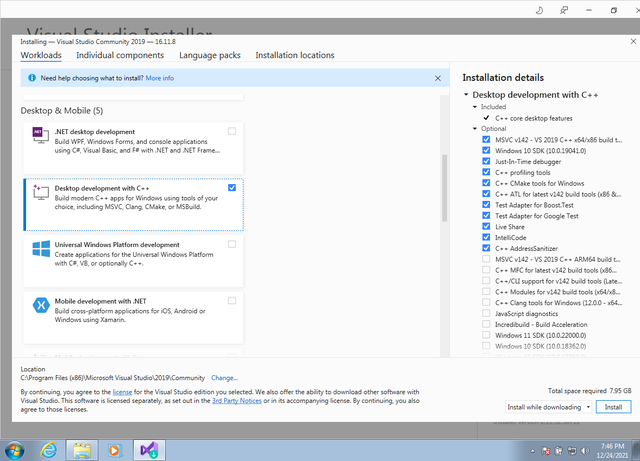 Visual Studio Installer
Installing — Visual Studio Community 2019 — 16.11.8
Workloads
Individual components
Language packs
Installation locations
Need help choosing what to install? More info
Desktop & Mobile (5)
.NET desktop development
Build WPF, Windows Forms, and console applications
using C#, Visual Basic, and F# with .NET and .NET Frame...
Desktop development with C++
Build modern C++ apps for Windows using tools of your
choice, including MSVC, Clang, CMake, or MSBuild.
Universal Windows Platform development
Create applications for the Universal Windows Platform
with C#, VB, or optionally C++.
Mobile development with .NET
Build cross-platform applications for iOS, Android or
Windows using Xamarin.
Installation details
Desktop development with C++
Included
C++ core desktop features
Optional
MSVC v142 - VS 2019 C++ x64/x86 build t...
Windows 10 SDK (10.0.19041.0)
Just-In-Time debugger
C++ profiling tools
C++ CMake tools for Windows
C++ ATL for latest v142 build tools (x86 &...
Test Adapter for Boost.Test
Test Adapter for Google Test
Live Share
IntelliCode
C++ AddressSanitizer
MSVC v142 - VS 2019 C++ ARM64 build t...
C++ MFC for latest v142 build tools (x86...
C++/CLI support for v142 build tools (Late...
C++ Modules for v142 build tools (x64/x8...
C++ Clang tools for Windows (12.0.0 - x64...
JavaScript diagnostics
Incredibuild - Build Acceleration
Windows 11 SDK (10.0.22000.0)
Windows 10 SDK (10.0.18362.0)
Location
C:\Program Files (x86)\Microsoft Visual Studio\2019\Community Change...
By continuing, you agree to the license for the Visual Studio edition you selected. We also offer the ability to download other software with
Visual Studio. This software is licensed separately, as set out in the 3rd Party Notices or in its accompanying license. By continuing, you also
agree to those licenses.
Total space required 7.95 GB
Install while downloading
Install
7:46 PM
12/24/2021